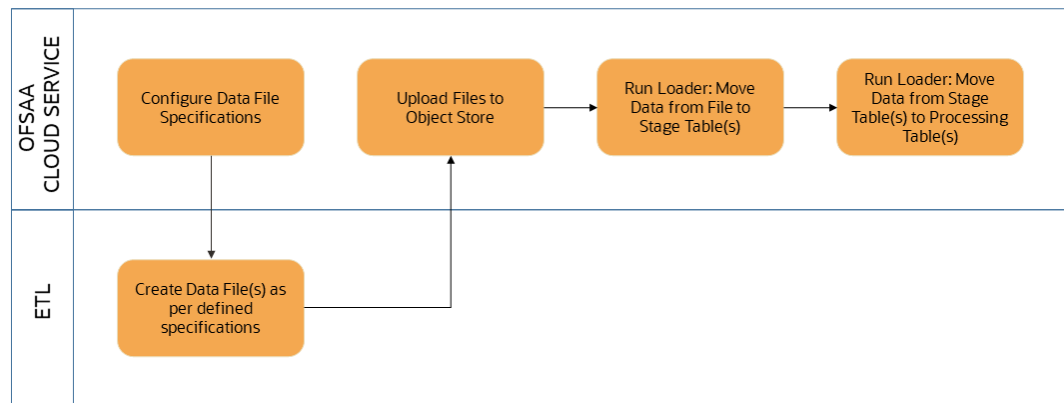 OFSAA
CLOUD SERVICE
Configure Data File
Specifications
Upload Files to
Object Store
Run Loader: Move
Data from File to
Stage Table(s)
Run Loader: Move
Data from Stage
Table(s) to Processing
Table(s)
ETL
Create Data File(s) as
per defined
specifications